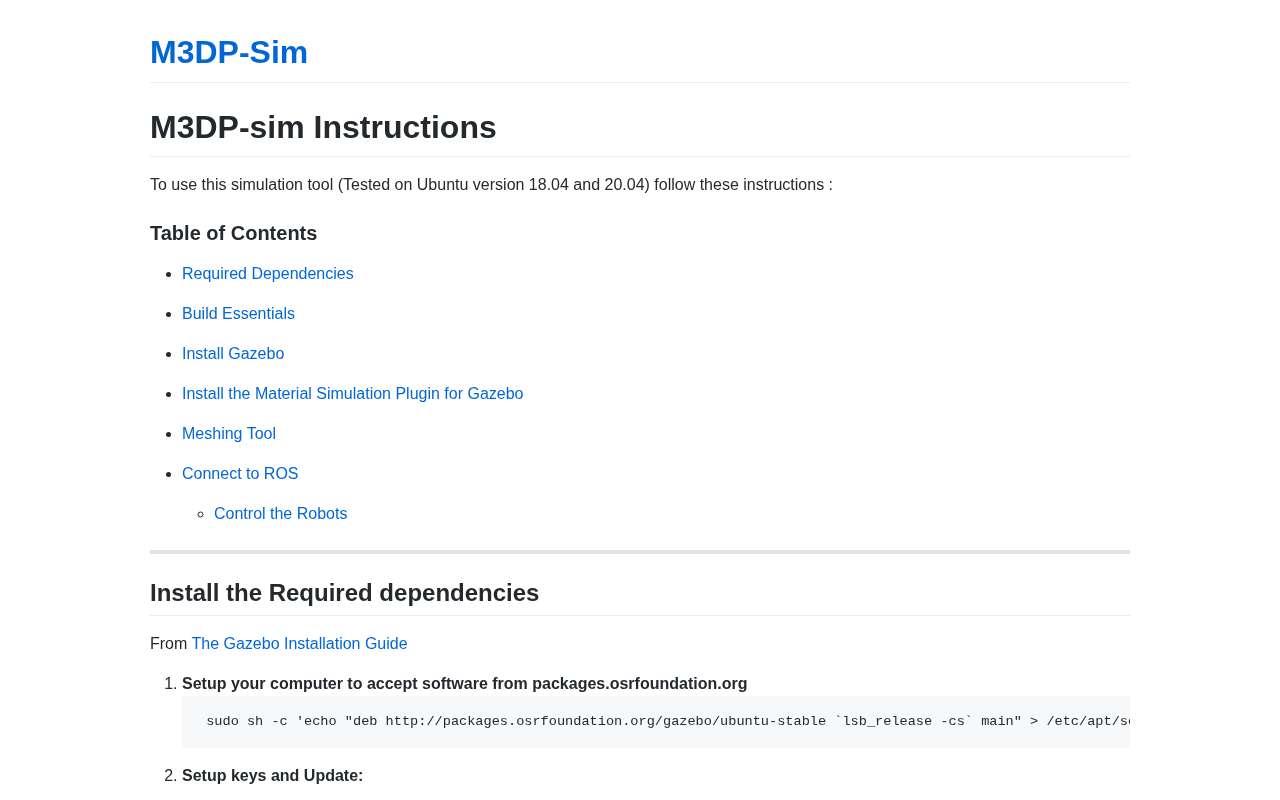 M3DP-Sim
M3DP-sim Instructions
To use this simulation tool (Tested on Ubuntu version 18.04 and 20.04) follow these instructions :
Table of Contents
Required Dependencies
Build Essentials
Install Gazebo
Install the Material Simulation Plugin for Gazebo
Meshing Tool
Connect to ROS
Control the Robots
Install the Required dependencies
From The Gazebo Installation Guide
1. Setup your computer to accept software from packages.osrfoundation.org
sudo sh -c 'echo "deb http://packages.osrfoundation.org/gazebo/ubuntu-stable `lsb_release -cs` main" > /etc/apt/so
2. Setup keys and Update: